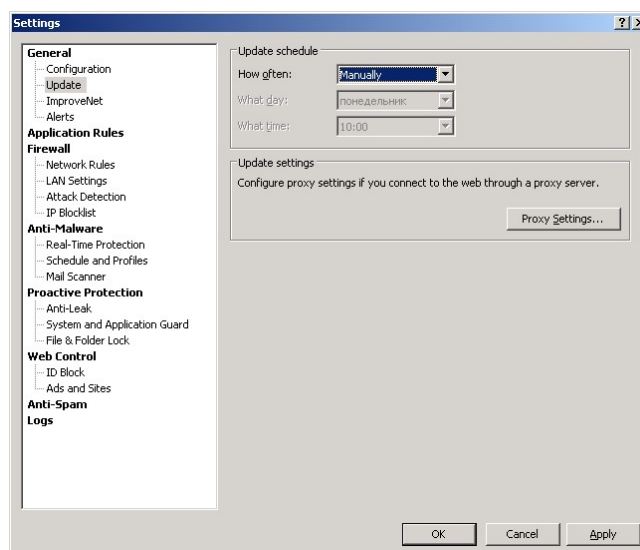 Settings
General
Configuration
Update
ImproveNet
Alerts
Application Rules
Firewall
Network Rules
LAN Settings
Attack Detection
IP Blocklist
Anti-Malware
Real-Time Protection
Schedule and Profiles
Mail Scanner
Proactive Protection
Anti-Leak
System and Application Guard
File & Folder Lock
Web Control
ID Block
Ads and Sites
Anti-Spam
Logs
Update schedule
How often: Manually
What day: понедельник
What time: 10:00
Update settings
Configure proxy settings if you connect to the web through a proxy server.
Proxy Settings...
OK Cancel Apply